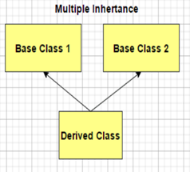 Multiple Inhertance
Base Class 1
Base Class 2
Derived Class